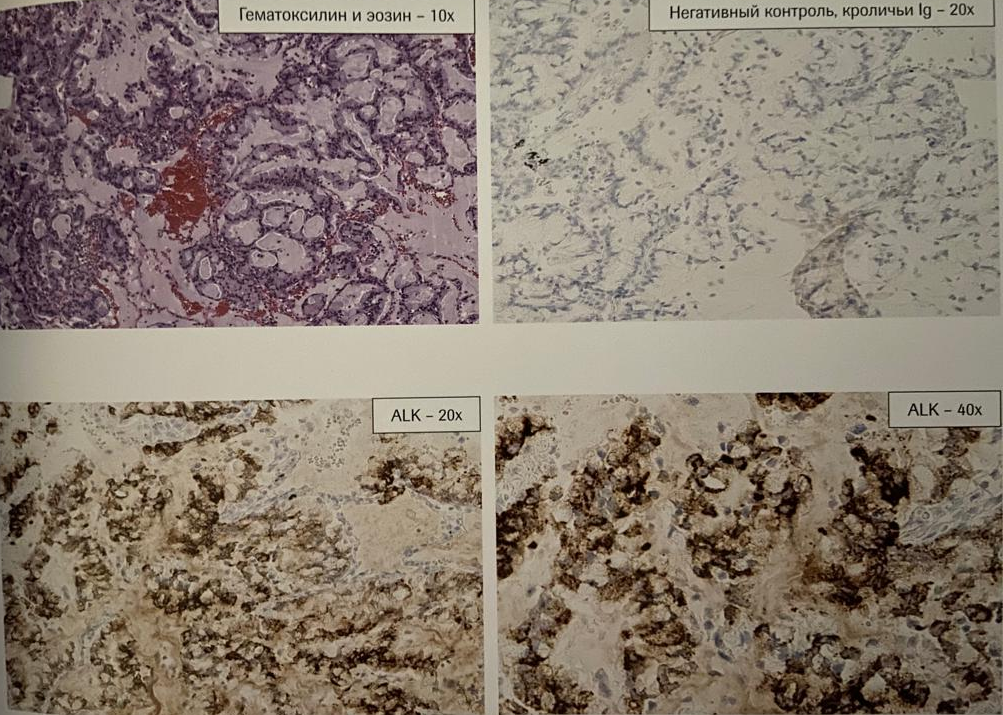 Гематоксилин и эозин – 10x
Негативный контроль, кроличьи Ig – 20x
ALK – 20x
ALK – 40x